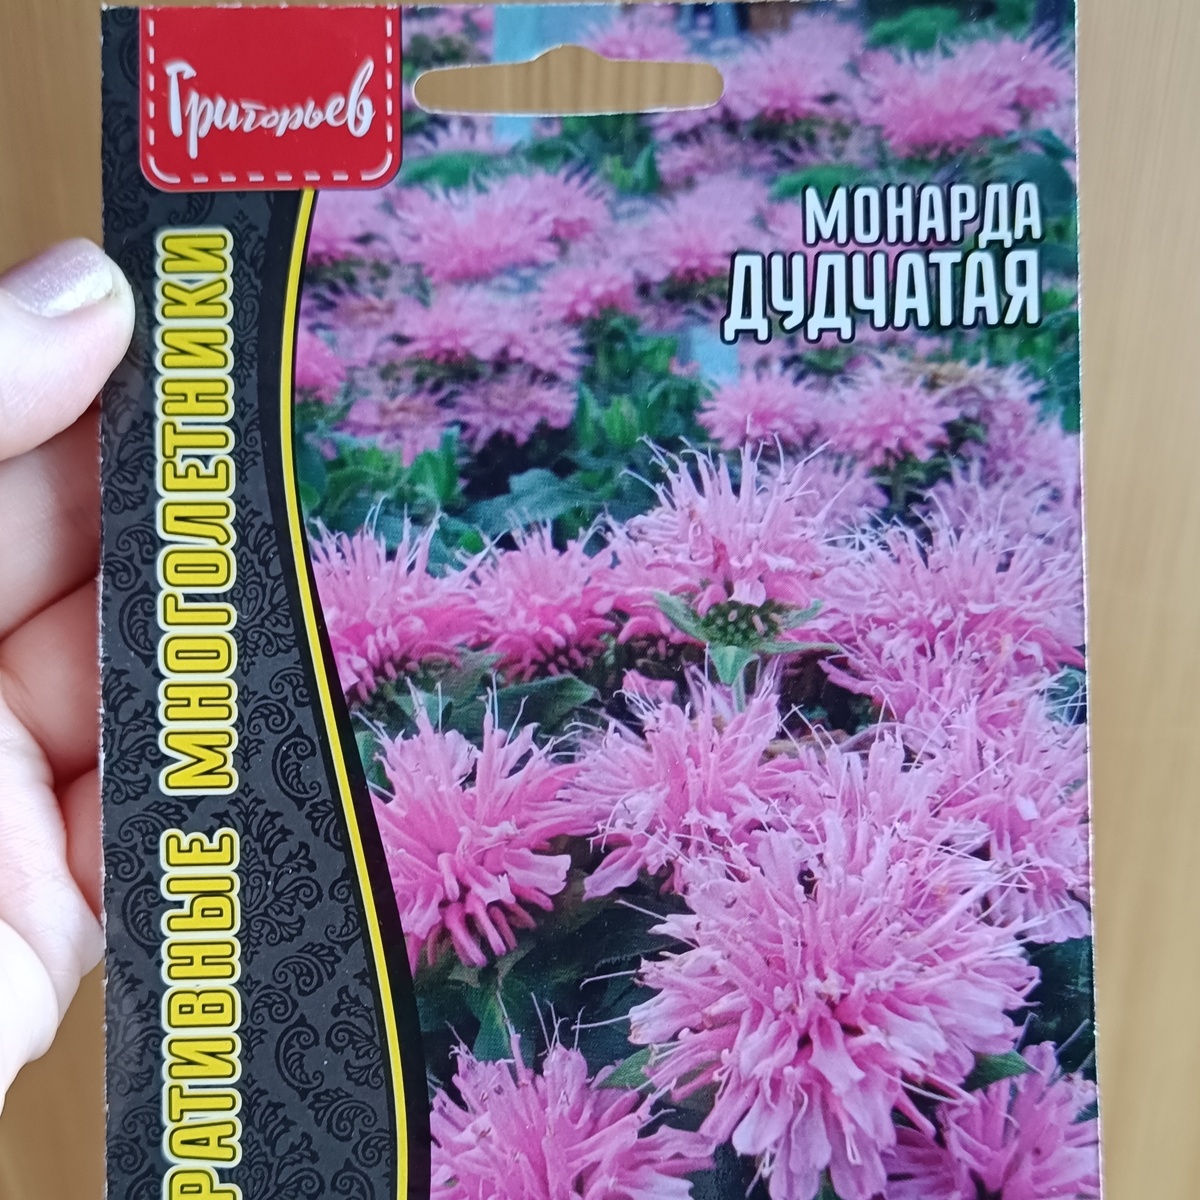 Григорьев
МОНАРДА
ДУДЧАТАЯ
РАТИВНЫЕ МНОГОЛЕТНИКИ